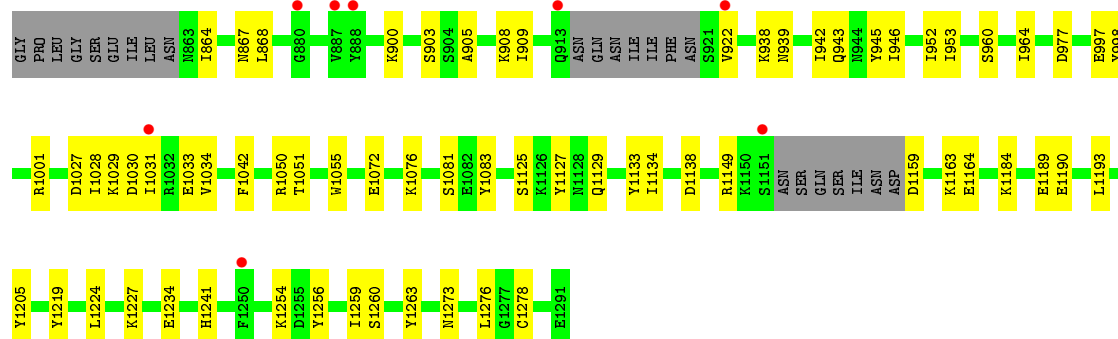 GLY PRO LEU GLY SER GLU ILE LEU ASN N863 I864 N867 L868 G880 V887 Y888 K900 S903 S904 A905 K908 I909 Q913 ASN GLN ASN ILE ILE PHE ASN S921 V922 K938 N939 I942 Q943 N944 Y945 I946 I952 I953 S960 I964 D977 E997 Y998
R1001 D1027 I1028 K1029 D1030 I1031 R1032 E1033 V1034 F1042 R1050 T1051 W1055 E1072 K1076 S1081 E1082 Y1083 S1125 K1126 Y1127 N1128 Q1129 Y1133 I1134 D1138 R1149 K1150 S1151 ASN SER GLN SER ILE ASN ASP D1159 K1163 E1164 K1184 E1189 E1190 L1193
Y1205 Y1219 L1224 K1227 E1234 H1241 F1250 K1254 D1255 Y1256 I1259 S1260 Y1263 N1273 L1276 G1277 C1278 E1291